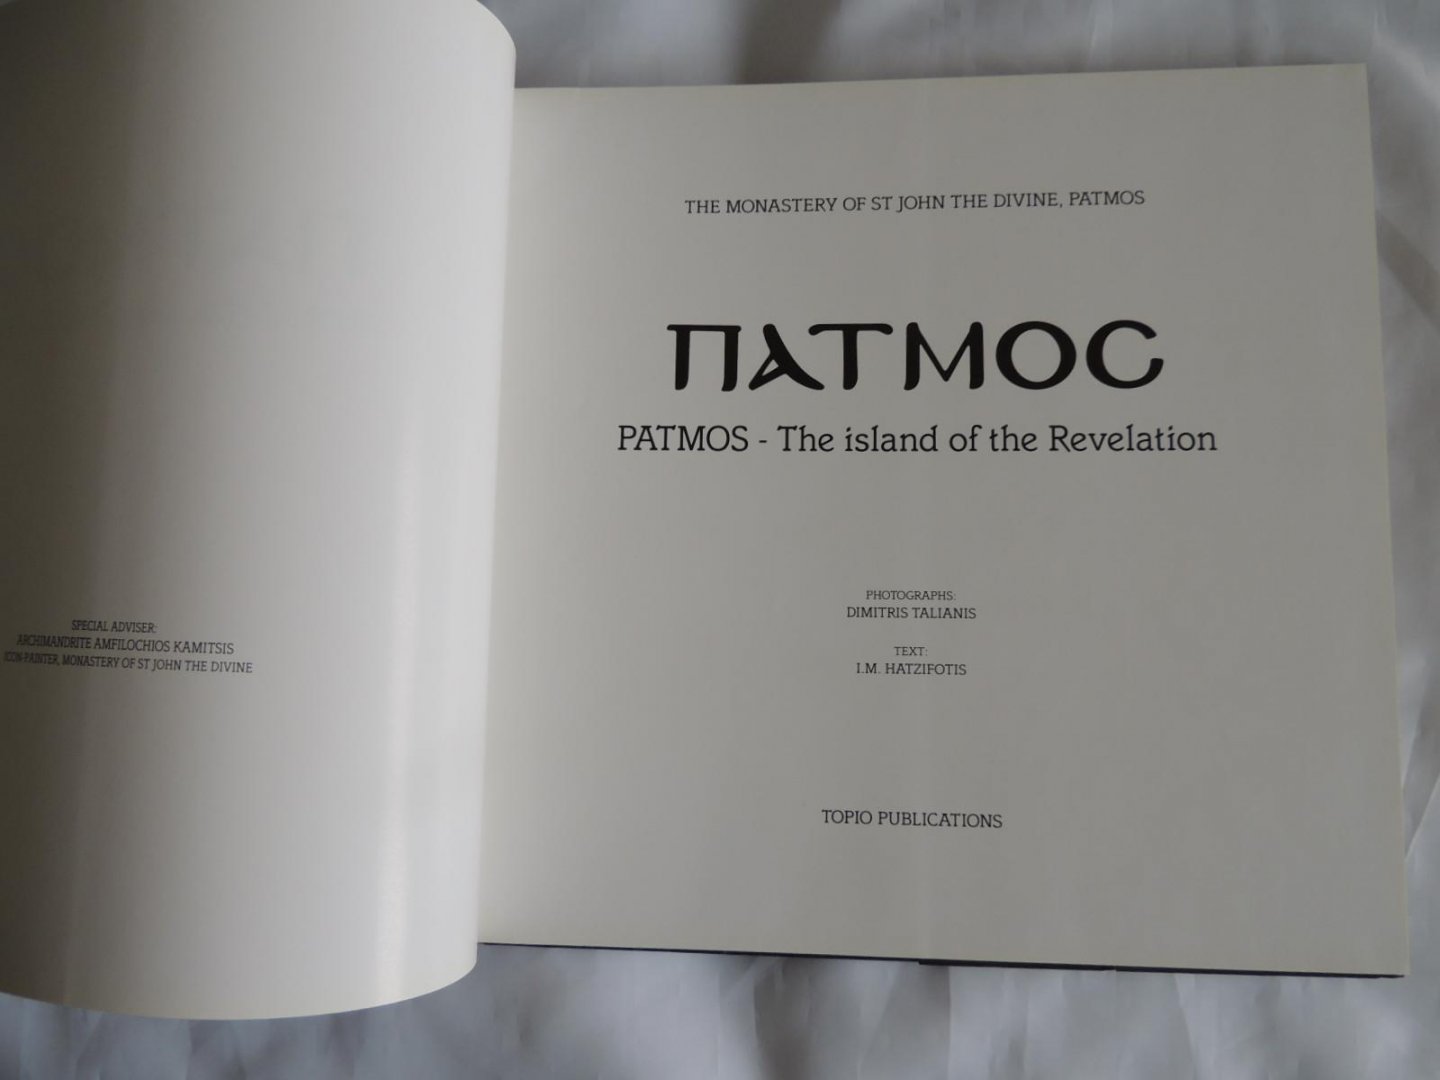 SPECIAL ADVISER:
ARCHIMANDRITE AMFILOCHIOS KAMITSIS
ICON-PAINTER, MONASTERY OF ST JOHN THE DIVINE
THE MONASTERY OF ST JOHN THE DIVINE, PATMOS
ΠΑΤΜΟϹ
PATMOS - The island of the Revelation
PHOTOGRAPHS:
DIMITRIS TALIANIS
TEXT:
I.M. HATZIFOTIS
TOPIO PUBLICATIONS